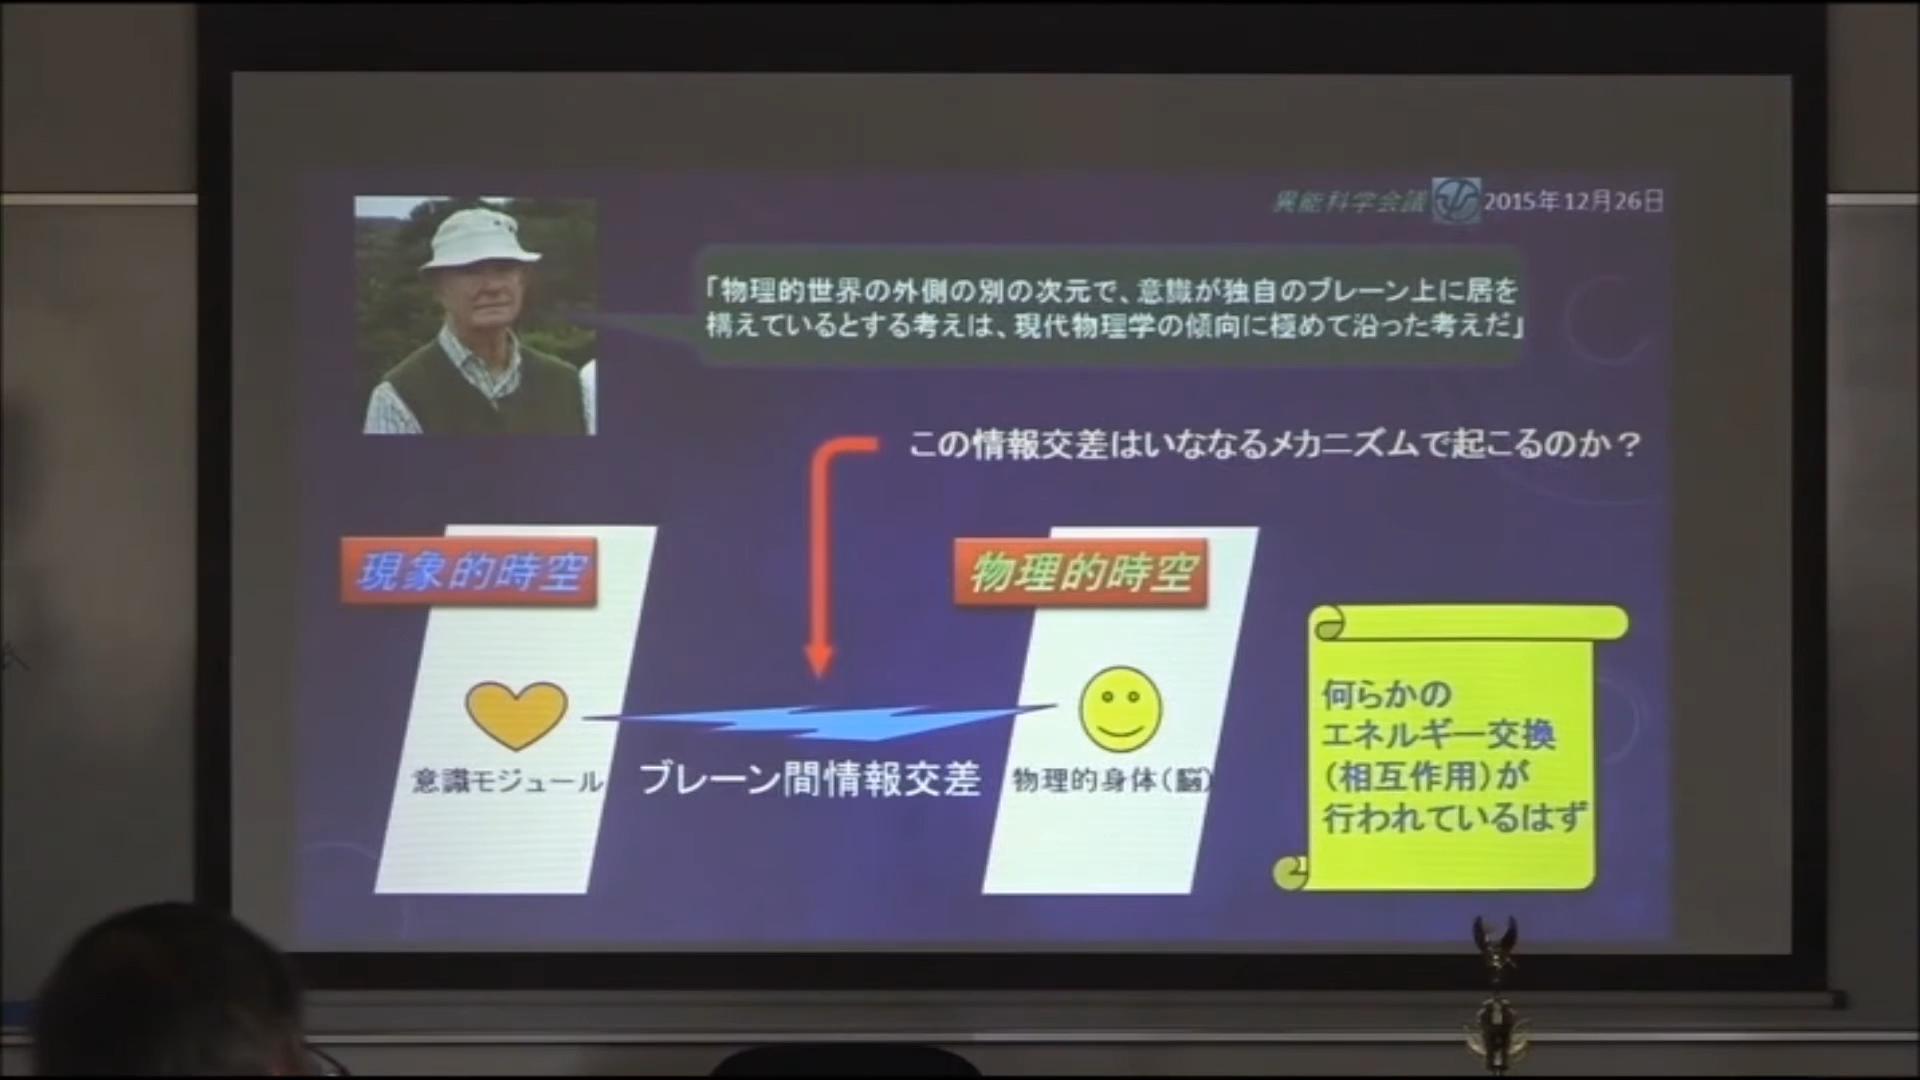 異能科学会議 2015年12月26日
「物理的世界の外側の別の次元で、意識が独自のブレーン上に居を
構えているとする考えは、現代物理学の傾向に極めて沿った考えだ」
この情報交差はいななるメカニズムで起こるのか？
現象的時空
物理的時空
意識モジュール
ブレーン間情報交差
物理的身体（脳）
何らかの
エネルギー交換
（相互作用）が
行われているはず